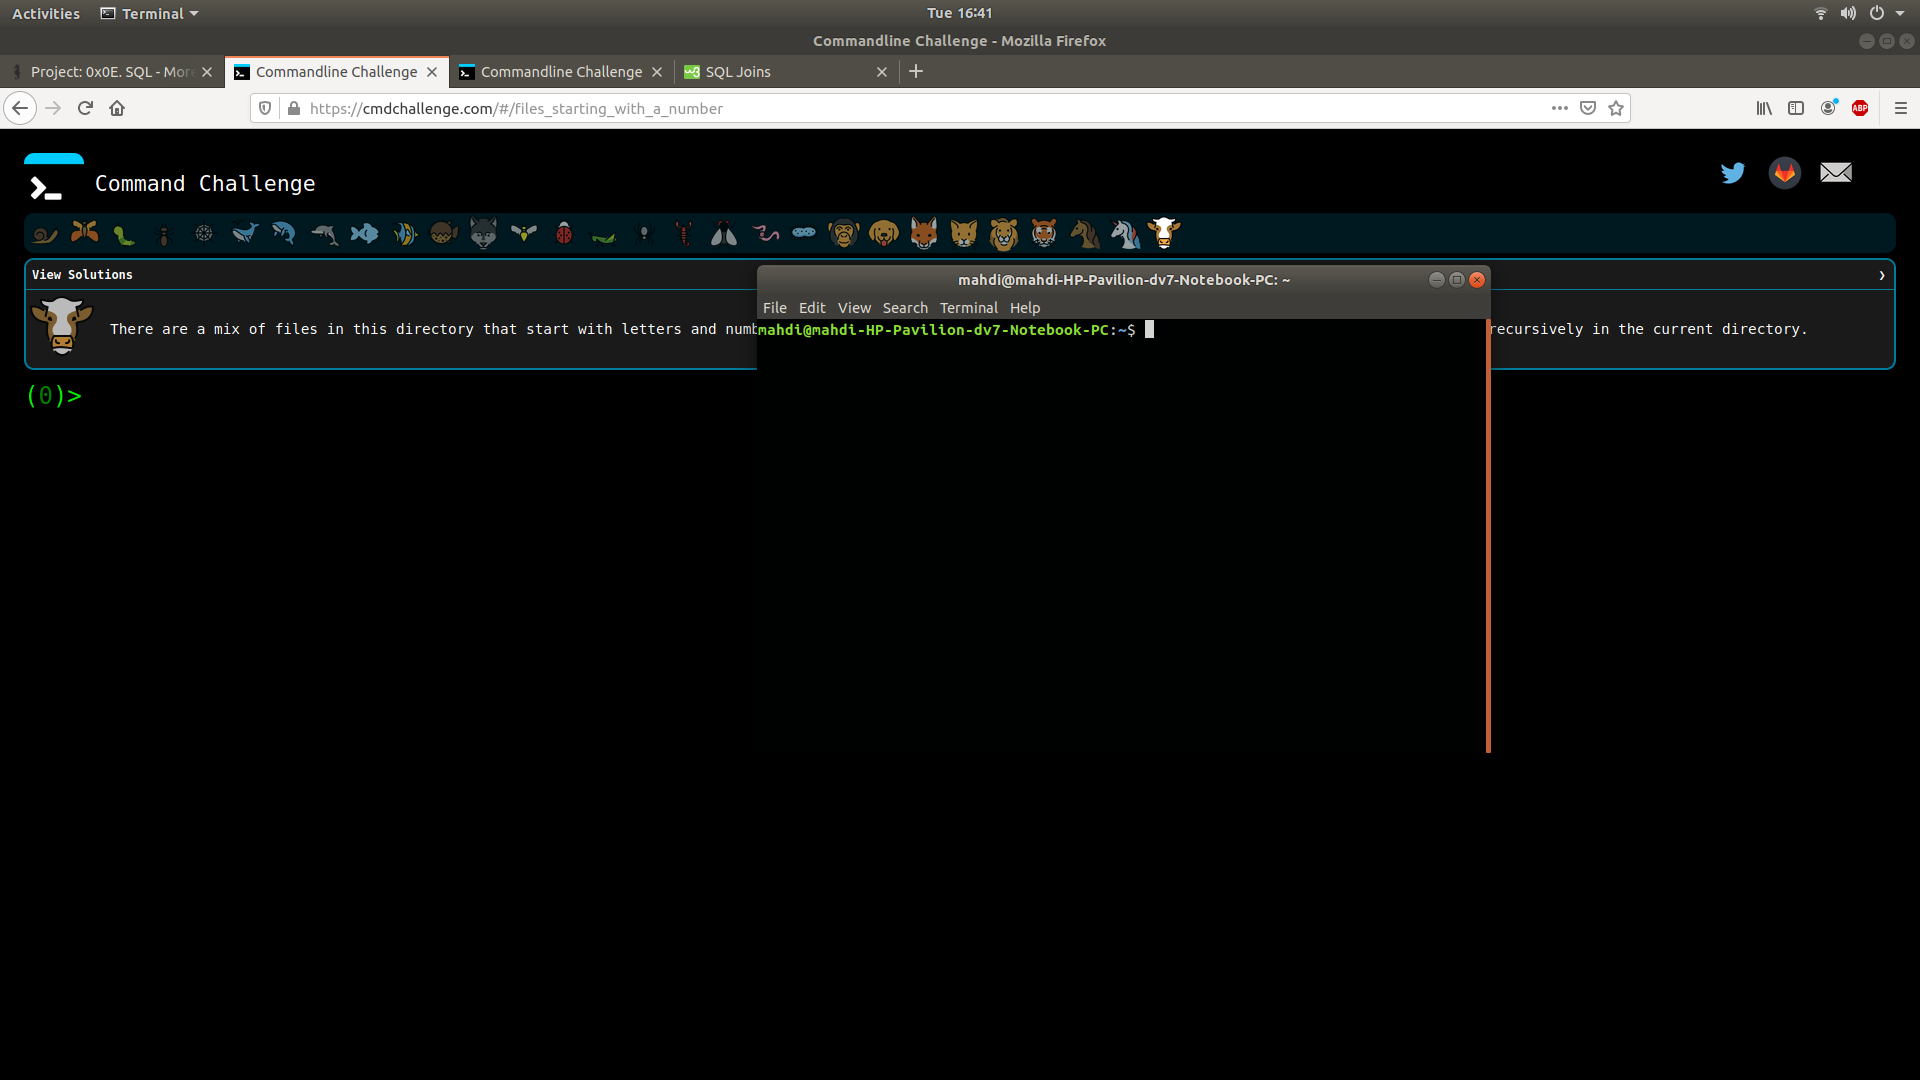 Activities Terminal Tue 16:41
Commandline Challenge - Mozilla Firefox
Project: 0x0E. SQL - More Commandline Challenge Commandline Challenge SQL Joins
https://cmdchallenge.com/#/files_starting_with_a_number ABP
Command Challenge
View Solutions
mahdi@mahdi-HP-Pavilion-dv7-Notebook-PC: ~
File Edit View Search Terminal Help
There are a mix of files in this directory that start with letters and recursively in the current directory.
mahdi@mahdi-HP-Pavilion-dv7-Notebook-PC:~$
(0)>